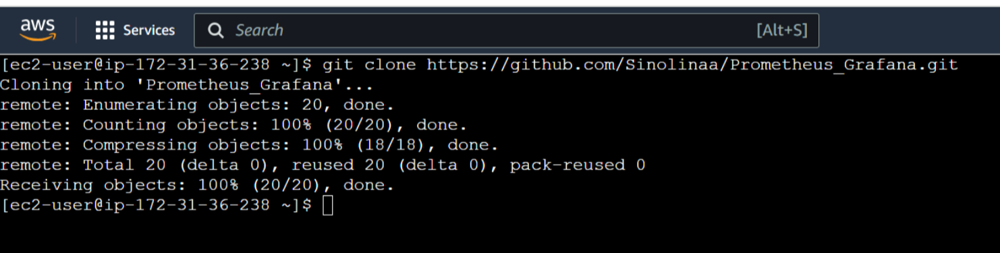 aws Services Search [Alt+S]
[ec2-user@ip-172-31-36-238 ~]$ git clone https://github.com/Sinolinaa/Prometheus_Grafana.git
Cloning into 'Prometheus_Grafana'...
remote: Enumerating objects: 20, done.
remote: Counting objects: 100% (20/20), done.
remote: Compressing objects: 100% (18/18), done.
remote: Total 20 (delta 0), reused 20 (delta 0), pack-reused 0
Receiving objects: 100% (20/20), done.
[ec2-user@ip-172-31-36-238 ~]$